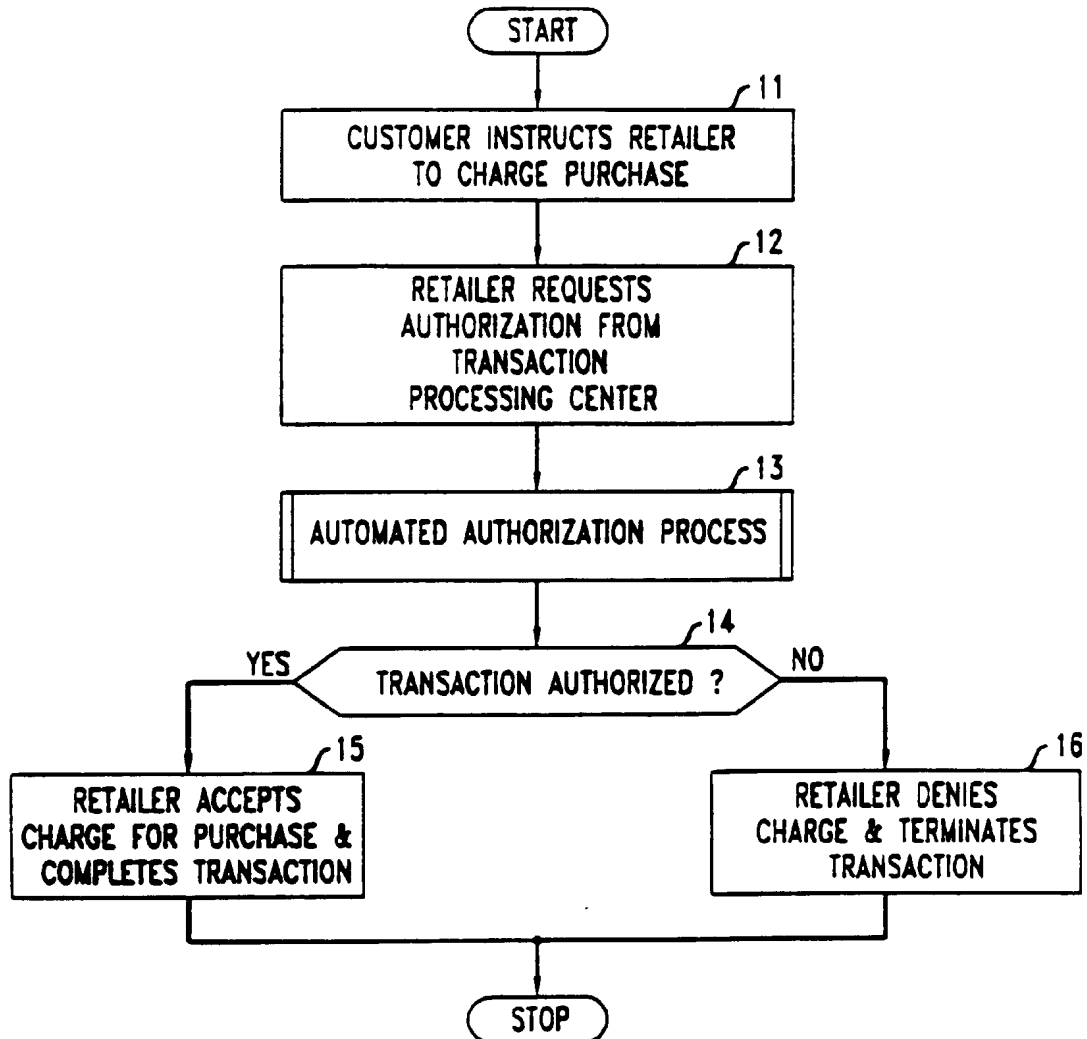 START
11
CUSTOMER INSTRUCTS RETAILER
TO CHARGE PURCHASE
12
RETAILER REQUESTS
AUTHORIZATION FROM
TRANSACTION
PROCESSING CENTER
13
AUTOMATED AUTHORIZATION PROCESS
14
YES
TRANSACTION AUTHORIZED ?
NO
15
RETAILER ACCEPTS
CHARGE FOR PURCHASE &
COMPLETES TRANSACTION
16
RETAILER DENIES
CHARGE & TERMINATES
TRANSACTION
STOP